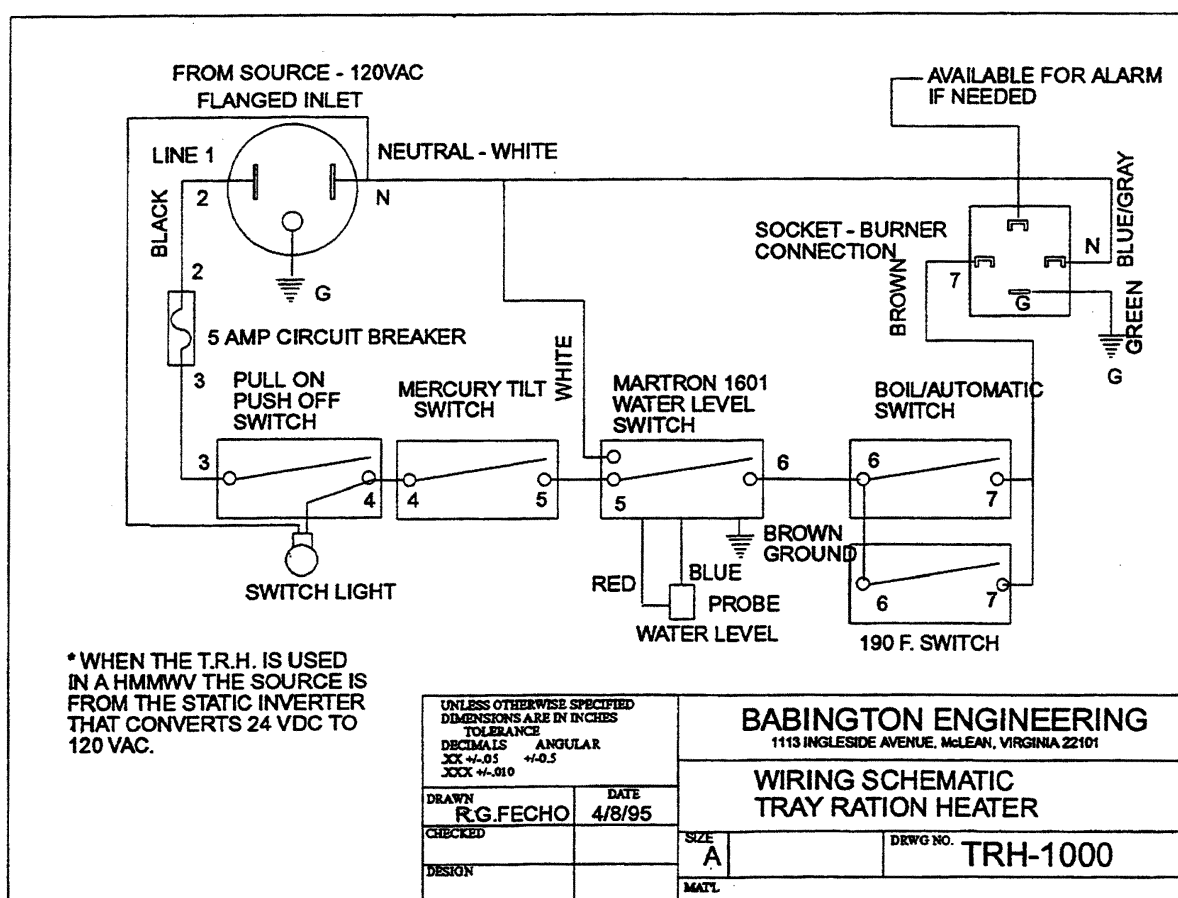 FROM SOURCE - 120VAC
FLANGED INLET
AVAILABLE FOR ALARM
IF NEEDED
LINE 1
NEUTRAL - WHITE
2
N
BLACK
G
2
5 AMP CIRCUIT BREAKER
3
SOCKET - BURNER
CONNECTION
N
BLUE/GRAY
7
BROWN
G
GREEN
G
WHITE
PULL ON
PUSH OFF
SWITCH
MERCURY TILT
SWITCH
MARTRON 1601
WATER LEVEL
SWITCH
BOIL/AUTOMATIC
SWITCH
3
4
4
5
5
6
6
7
BROWN
GROUND
RED
BLUE
PROBE
WATER LEVEL
6
7
190 F. SWITCH
SWITCH LIGHT
* WHEN THE T.R.H. IS USED
IN A HMMWV THE SOURCE IS
FROM THE STATIC INVERTER
THAT CONVERTS 24 VDC TO
120 VAC.
UNLESS OTHERWISE SPECIFIED
DIMENSIONS ARE IN INCHES
TOLERANCE
DECIMALS ANGULAR
.XX +/-.05 +/-0.5
.XXX +/-.010
DRAWN
R.G.FECHO
DATE
4/8/95
CHECKED
DESIGN
BABINGTON ENGINEERING
1113 INGLESIDE AVENUE, McLEAN, VIRGINIA 22101
WIRING SCHEMATIC
TRAY RATION HEATER
SIZE
A
DRWG NO. TRH-1000
MAT'L